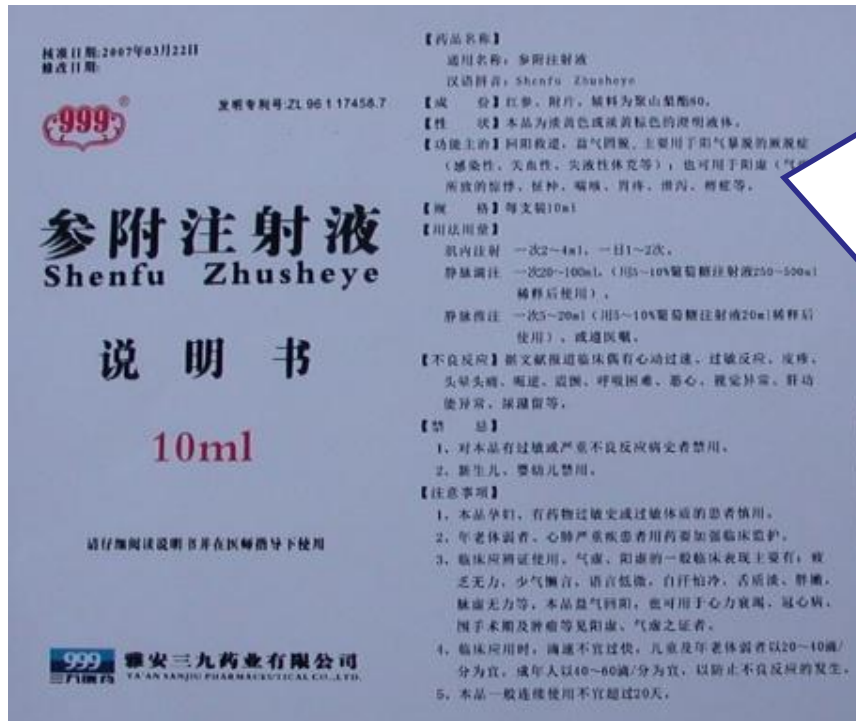 核准日期:2007年03月22日
修改日期:
999®
发明专利号:ZL 96 1 17458.7
参附注射液
Shenfu Zhusheye
说明书
10ml
请仔细阅读说明书并在医师指导下使用
999
三九医药
雅安三九药业有限公司
YA'AN SANJIU PHARMACEUTICAL CO.,LTD.
【药品名称】
通用名称:参附注射液
汉语拼音:Shenfu Zhusheye
【成 份】红参、附片,辅料为聚山梨酯80。
【性 状】本品为淡黄色或淡黄棕色的澄明液体。
【功能主治】回阳救逆,益气固脱。主要用于阳气暴脱的厥脱症
(感染性、失血性、失液性休克等);也可用于阳虚(气
所致的惊悸、怔忡、喘咳、胃疼、泄泻、痹症等。
【规 格】每支装10ml
【用法用量】
肌内注射 一次2~4ml,一日1~2次。
静脉滴注 一次20~100ml,(用5~10%葡萄糖注射液250~500ml
稀释后使用)。
静脉推注 一次5~20ml(用5~10%葡萄糖注射液20ml稀释后
使用)。或遵医嘱。
【不良反应】据文献报道临床偶有心动过速、过敏反应、皮疹、
头晕头痛、呃逆、震颤、呼吸困难、恶心、视觉异常、肝功
能异常、尿潴留等。
【禁 忌】
1、对本品有过敏或严重不良反应病史者禁用。
2、新生儿、婴幼儿禁用。
【注意事项】
1、本品孕妇、有药物过敏史或过敏体质的患者慎用。
2、年老体弱者、心肺严重疾患者用药要加强临床监护。
3、临床应辨证使用。气虚、阳虚的一般临床表现主要有:疲
乏无力、少气懒言、语言低微、自汗怕冷、舌质淡、胖嫩、
脉虚无力等。本品益气回阳,也可用于心力衰竭、冠心病、
围手术期及肿瘤等见阳虚、气虚之证者。
4、临床应用时,滴速不宜过快,儿童及年老体弱者以20~40滴/
分为宜,成年人以40~60滴/分为宜,以防止不良反应的发生。
5、本品一般连续使用不宜超过20天。